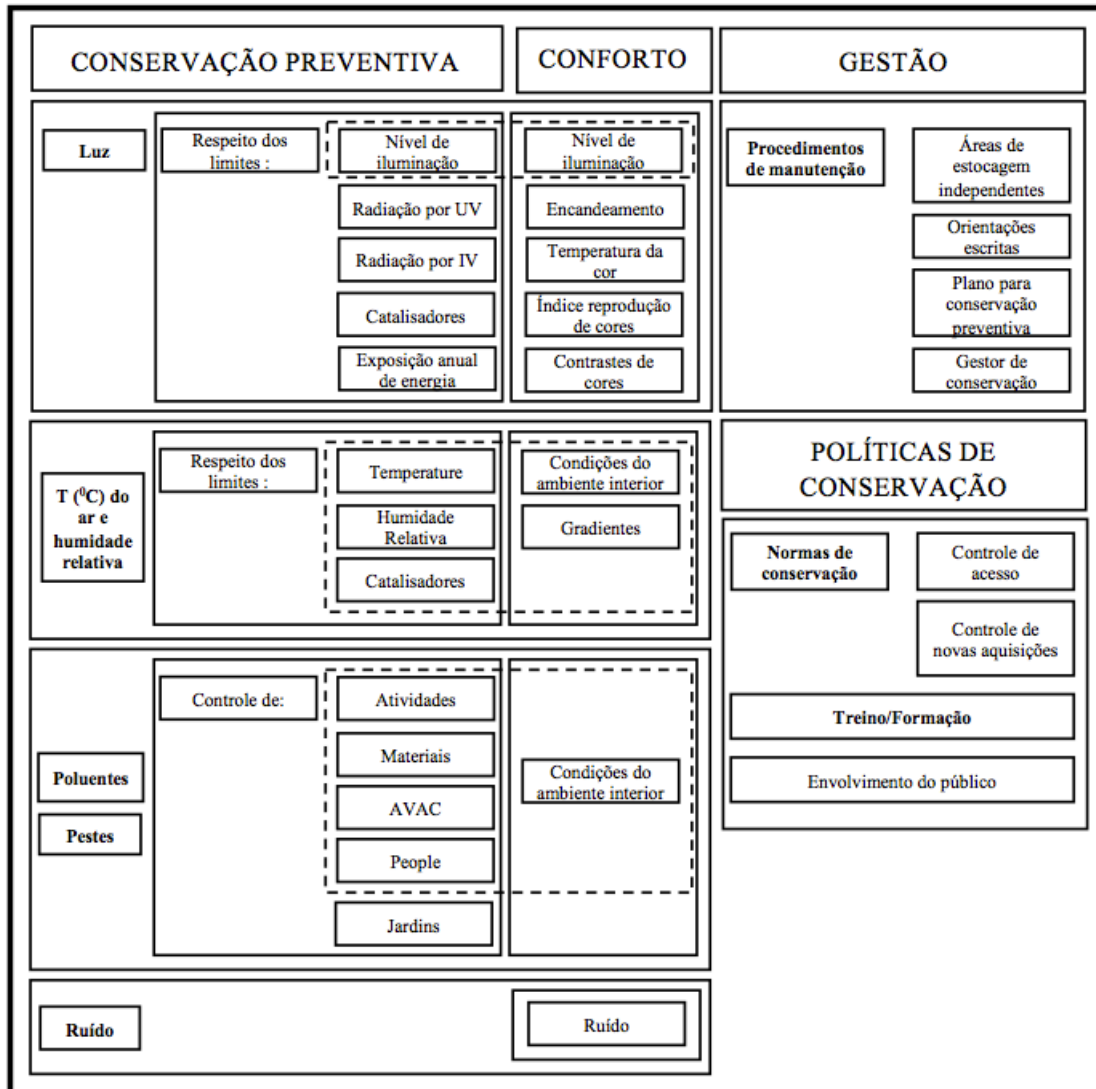 CONSERVAÇÃO PREVENTIVA
CONFORTO
GESTÃO
Luz
Respeito dos
limites :
Nível de
iluminação
Radiação por UV
Radiação por IV
Catalisadores
Exposição anual
de energia
Nível de
iluminação
Encandeamento
Temperatura da
cor
Índice reprodução
de cores
Contrastes de
cores
Procedimentos
de manutenção
Áreas de
estocagem
independentes
Orientações
escritas
Plano para
conservação
preventiva
Gestor de
conservação
T (⁰C) do
ar e
humidade
relativa
Respeito dos
limites :
Temperature
Humidade
Relativa
Catalisadores
Condições do
ambiente interior
Gradientes
POLÍTICAS DE
CONSERVAÇÃO
Normas de
conservação
Controle de
acesso
Controle de
novas aquisições
Treino/Formação
Envolvimento do público
Poluentes
Pestes
Controle de:
Atividades
Materiais
AVAC
People
Jardins
Condições do
ambiente interior
Ruído
Ruído